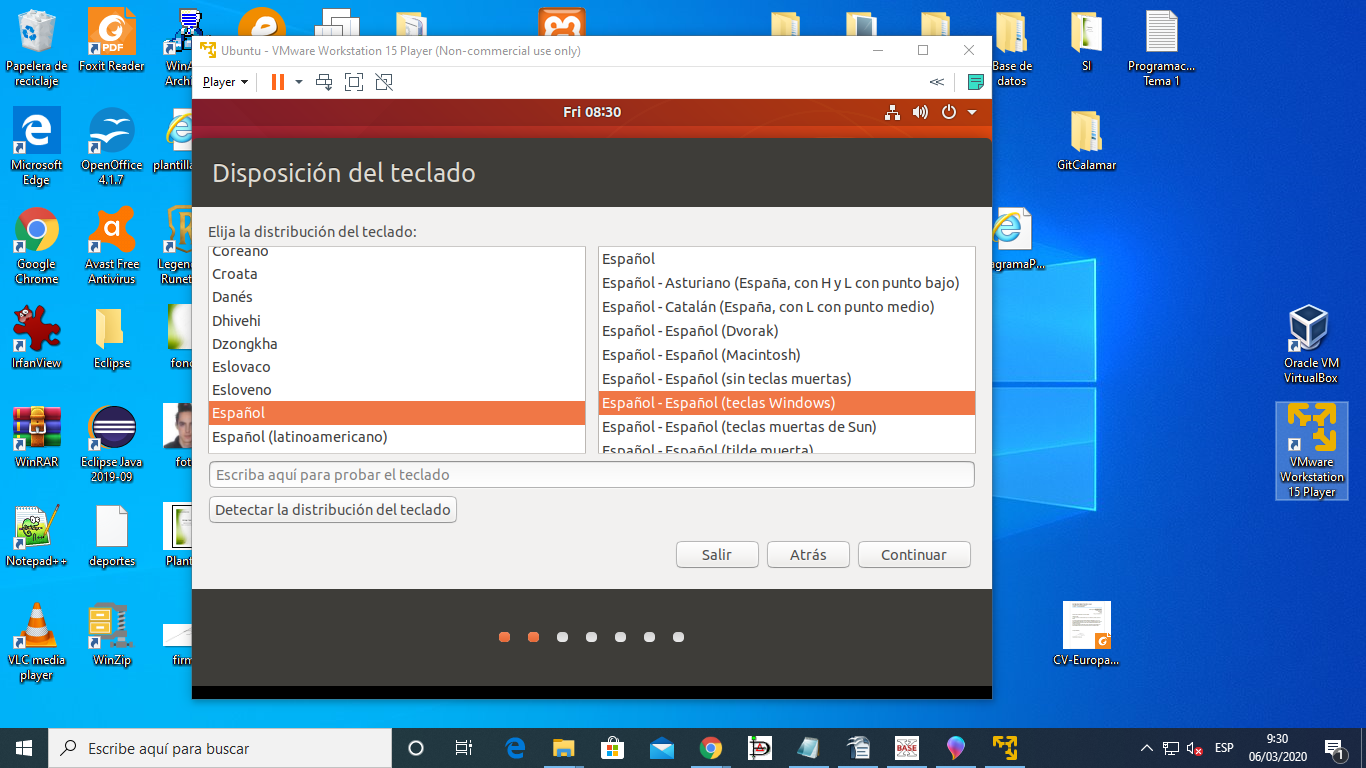 Papelera de
reciclaje
Foxit Reader
WinA
Archi
Base de
datos
SI
Programac...
Tema 1
Microsoft
Edge
OpenOffice
4.1.7
plantilla
GitCalamar
Google
Chrome
Avast Free
Antivirus
Legen
Runet
agramaP...
IrfanView
Eclipse
fond
Oracle VM
VirtualBox
WinRAR
Eclipse Java
2019-09
fot
VMware
Workstation
15 Player
Notepad++
deportes
Plant
VLC media
player
WinZip
firm
CV-Europa...
PDF
Ubuntu - VMware Workstation 15 Player (Non-commercial use only)
Player
Fri 08:30
Disposición del teclado
Elija la distribución del teclado:
Coreano
Croata
Danés
Dhivehi
Dzongkha
Eslovaco
Esloveno
Español
Español (latinoamericano)
Español
Español - Asturiano (España, con H y L con punto bajo)
Español - Catalán (España, con L con punto medio)
Español - Español (Dvorak)
Español - Español (Macintosh)
Español - Español (sin teclas muertas)
Español - Español (teclas Windows)
Español - Español (teclas muertas de Sun)
Español - Español (tilde muerta)
Escriba aquí para probar el teclado
Detectar la distribución del teclado
Salir
Atrás
Continuar
Escribe aquí para buscar
BASE
ESP
9:30
06/03/2020
1